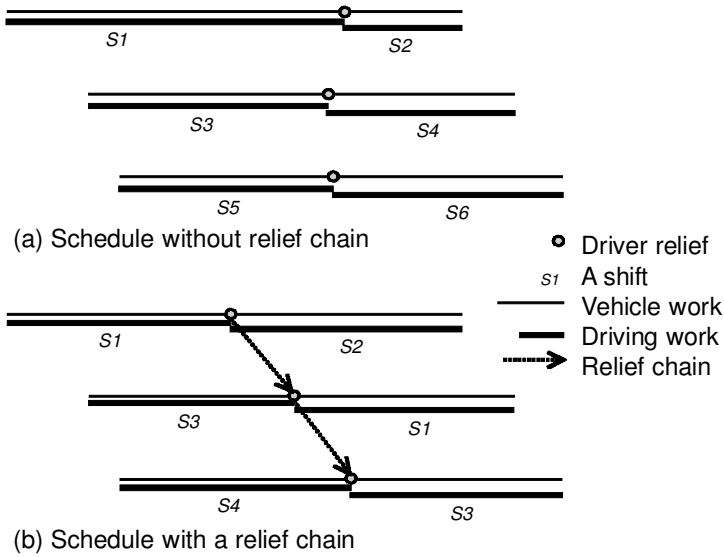 S1 S2
S3 S4
S5 S6
(a) Schedule without relief chain
Driver relief
S1 A shift
Vehicle work
Driving work
Relief chain
S1 S2
S3 S1
S4 S3
(b) Schedule with a relief chain